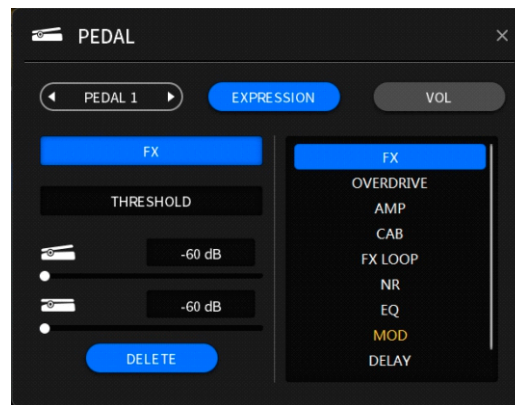 PEDAL
PEDAL 1
EXPRESSION
VOL
FX
THRESHOLD
-60 dB
-60 dB
DELETE
FX
OVERDRIVE
AMP
CAB
FX LOOP
NR
EQ
MOD
DELAY